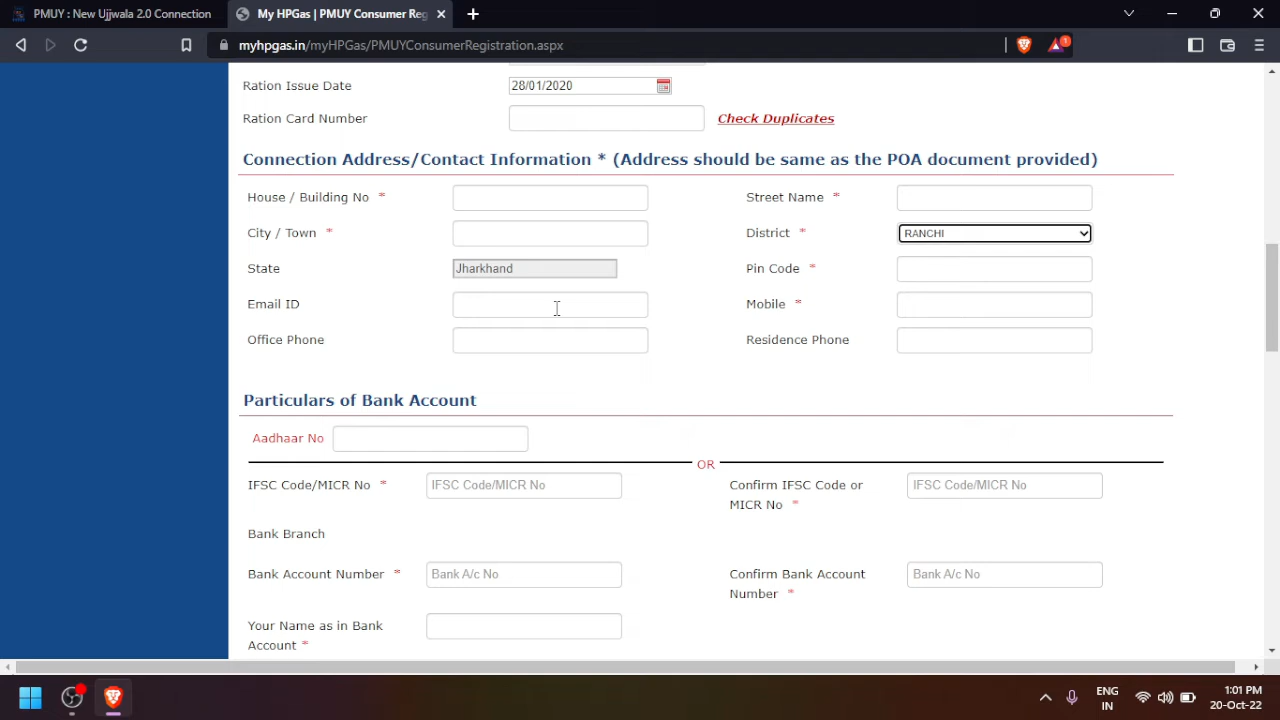 PMUY : New Ujjwala 2.0 Connection
My HPGas | PMUY Consumer Reg
myhpgas.in/myHPGas/PMUYConsumerRegistration.aspx
1
Ration Issue Date 28/01/2020
Ration Card Number Check Duplicates
Connection Address/Contact Information * (Address should be same as the POA document provided)
House / Building No * Street Name *
City / Town * District * RANCHI
State Jharkhand Pin Code *
Email ID Mobile *
Office Phone Residence Phone
Particulars of Bank Account
Aadhaar No
OR
IFSC Code/MICR No * IFSC Code/MICR No Confirm IFSC Code or IFSC Code/MICR No
MICR No *
Bank Branch
Bank Account Number * Bank A/c No Confirm Bank Account Bank A/c No
Number *
Your Name as in Bank
Account *
ENG 1:01 PM
IN 20-Oct-22